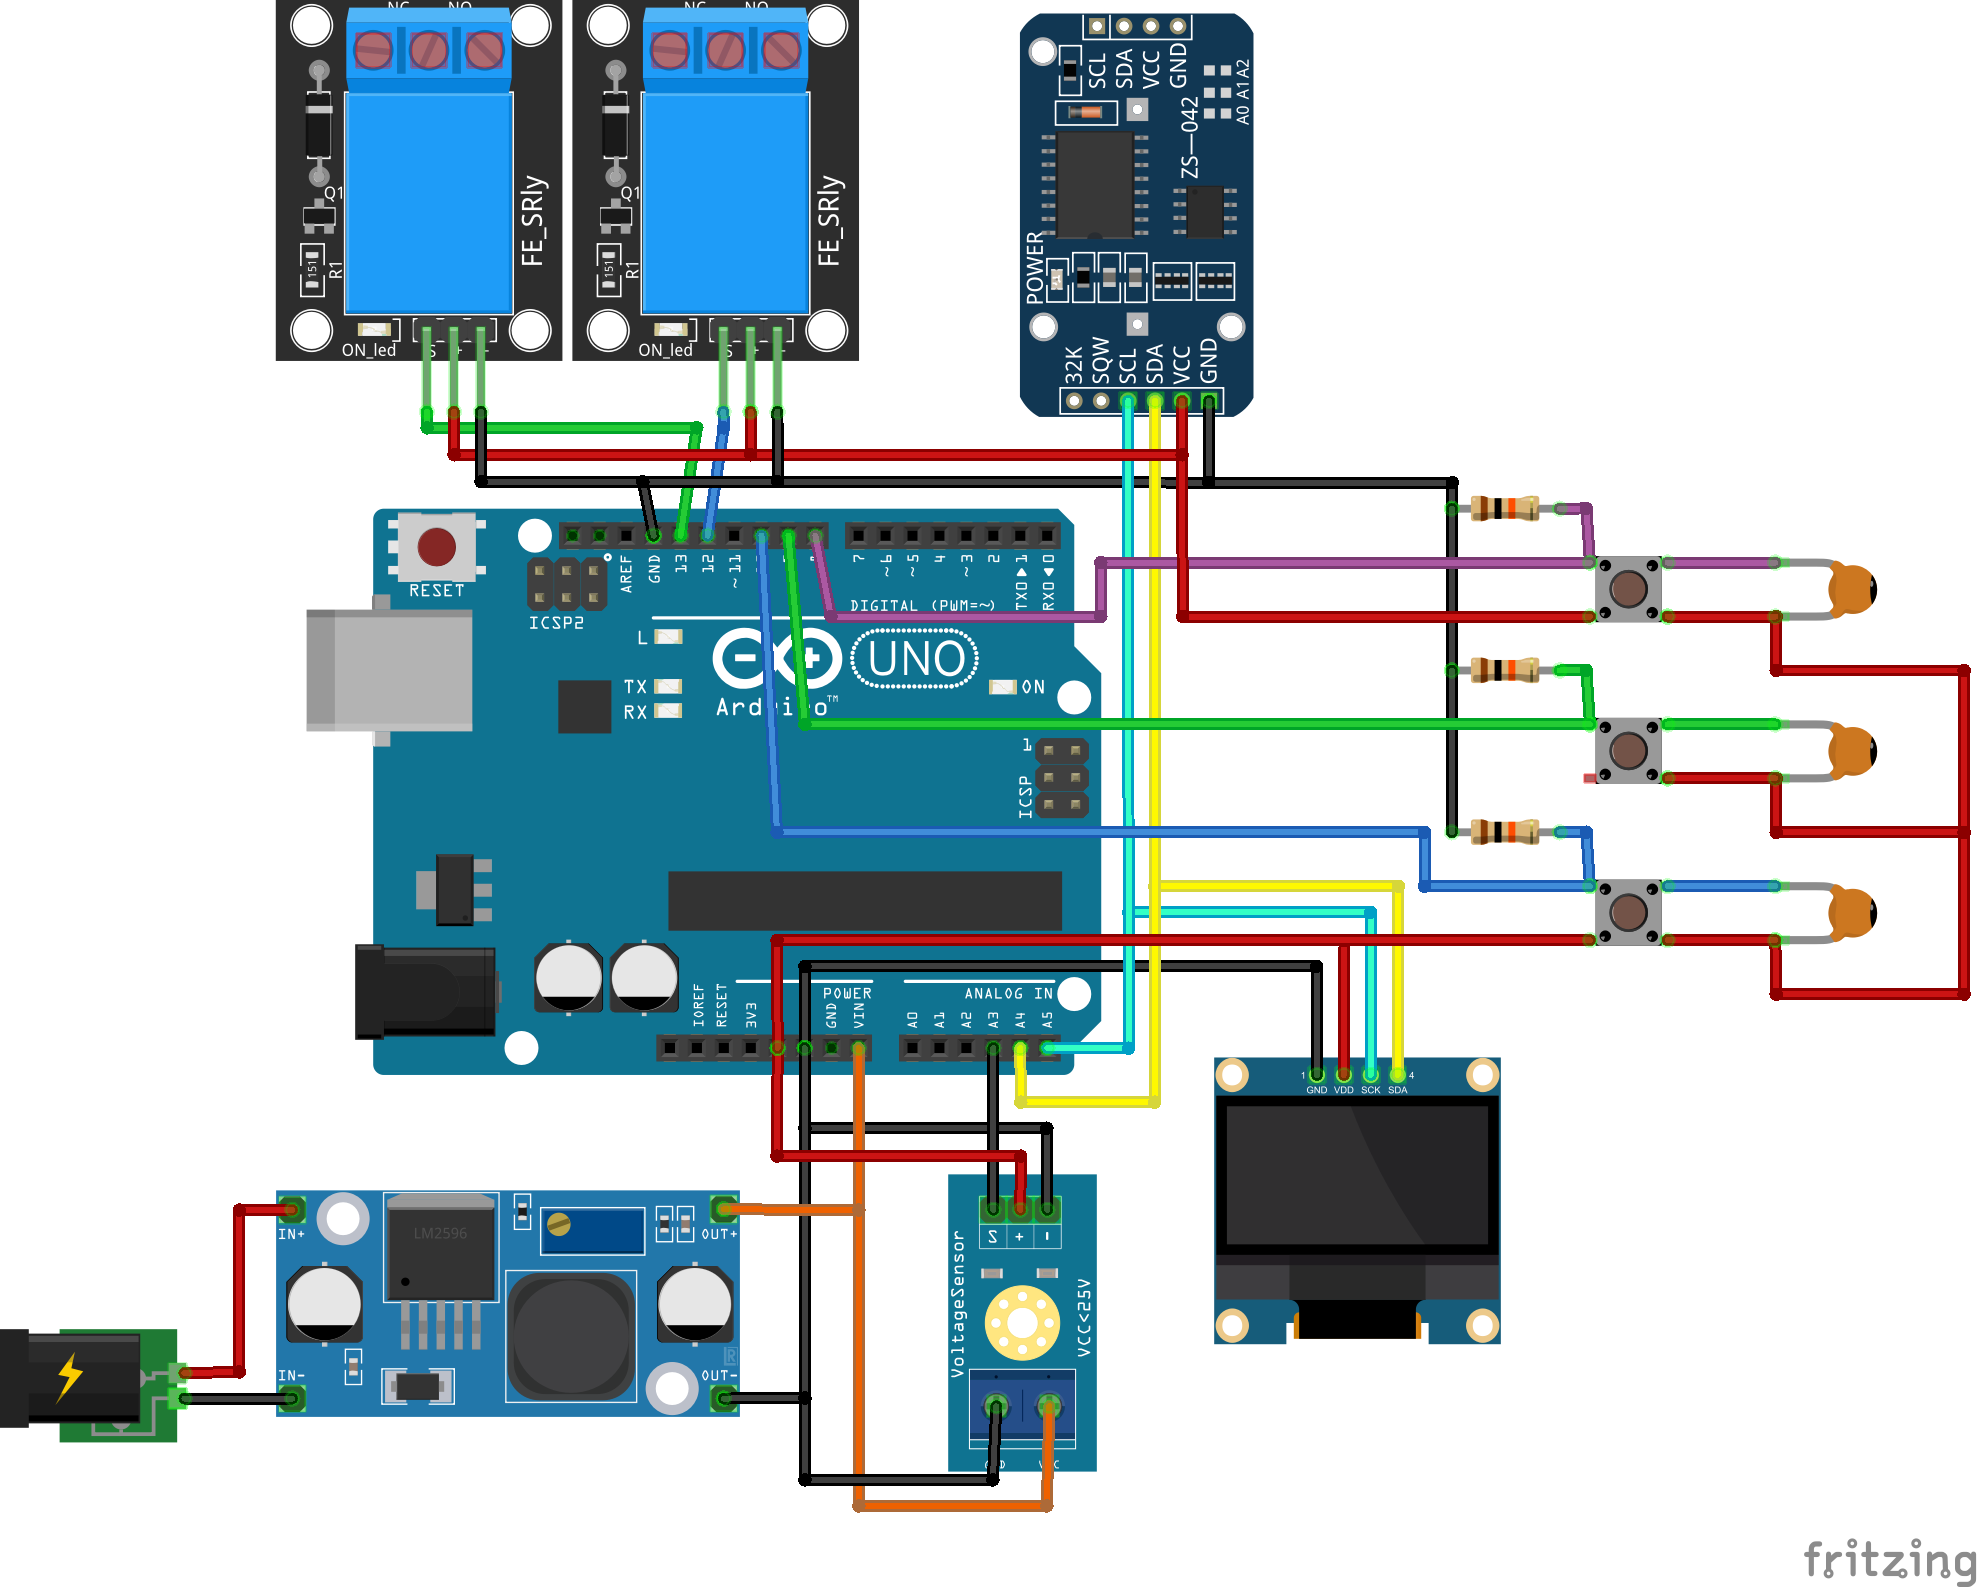 NC NO
NC NO
Q1
R1
151
FE_SRly
ON_led
S + -
Q1
R1
151
FE_SRly
ON_led
S + -
SCL
SDA
VCC
GND
A0 A1 A2
ZS-042
POWER
32K
SQW
SCL
SDA
VCC
GND
RESET
ICSP2
AREF
GND
13
12
~11
7
~6
~5
4
~3
2
TX0▶1
RX0◀0
DIGITAL (PWM=~)
L
TX
RX
UNO
ON
Arduino™
1
ICSP
IOREF
RESET
3V3
GND
VIN
POWER
ANALOG IN
A0
A1
A2
A3
A4
A5
1 4
GND VDD SCK SDA
IN+
LM2596
OUT+
IN-
OUT-
R
S + -
VoltageSensor
VCC<25V
GND VCC
fritzing